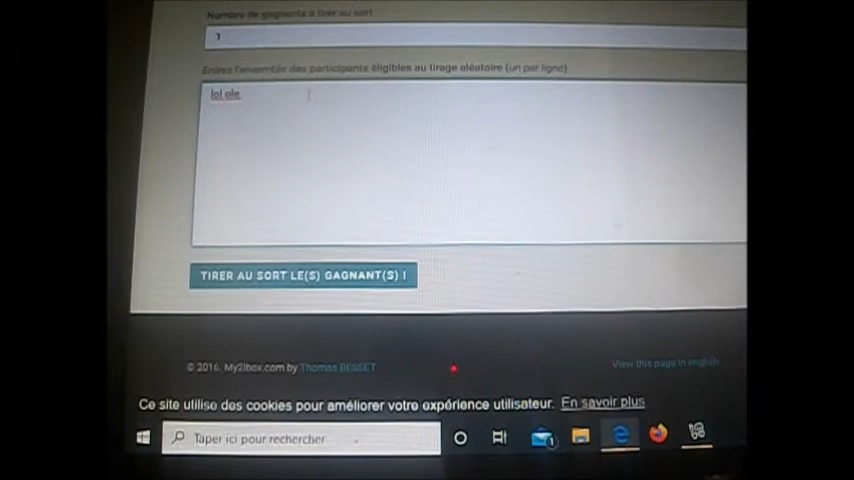 Nombre de gagnants à tirer au sort
1
Entrez l'ensemble des participants éligibles au tirage aléatoire (un par ligne)
lol ole
TIRER AU SORT LE(S) GAGNANT(S) !
© 2016. My2lbox.com by Thomas BESSET
View this page in english
Ce site utilise des cookies pour améliorer votre expérience utilisateur. En savoir plus
Taper ici pour rechercher
1